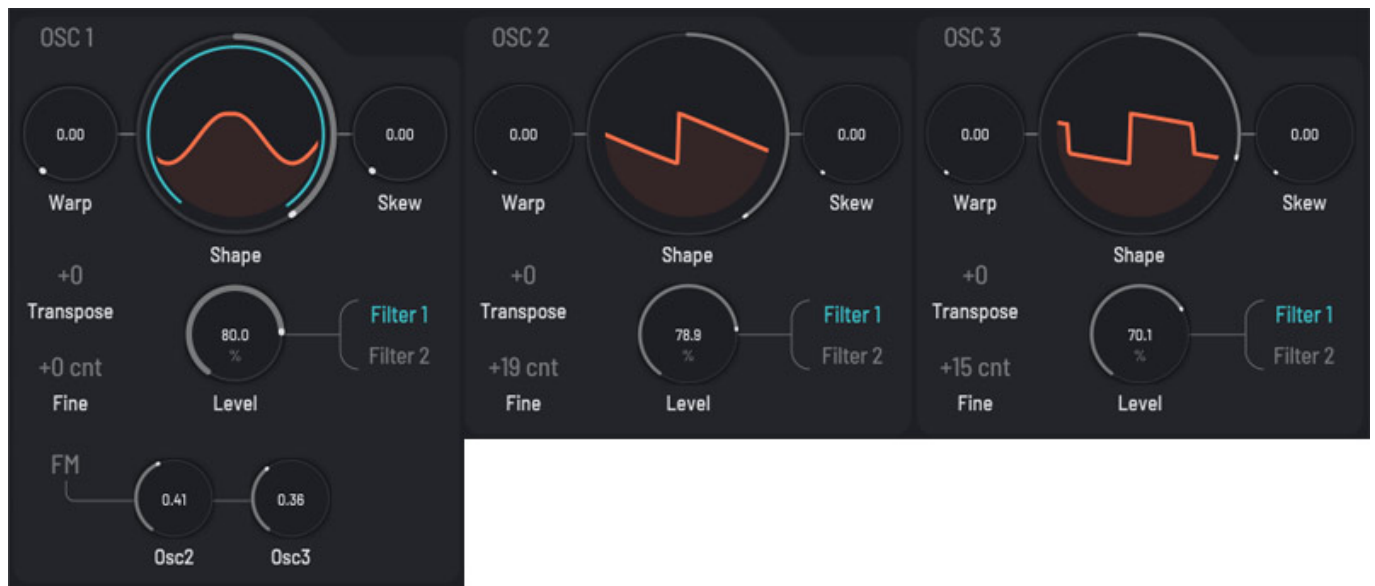 OSC 1
0.00
Warp
Shape
0.00
Skew
+0
Transpose
+0 cnt
Fine
80.0
%
Level
Filter 1
Filter 2
FM
0.41
Osc2
0.36
Osc3
OSC 2
0.00
Warp
Shape
0.00
Skew
+0
Transpose
+19 cnt
Fine
78.9
%
Level
Filter 1
Filter 2
OSC 3
0.00
Warp
Shape
0.00
Skew
+0
Transpose
+15 cnt
Fine
70.1
%
Level
Filter 1
Filter 2